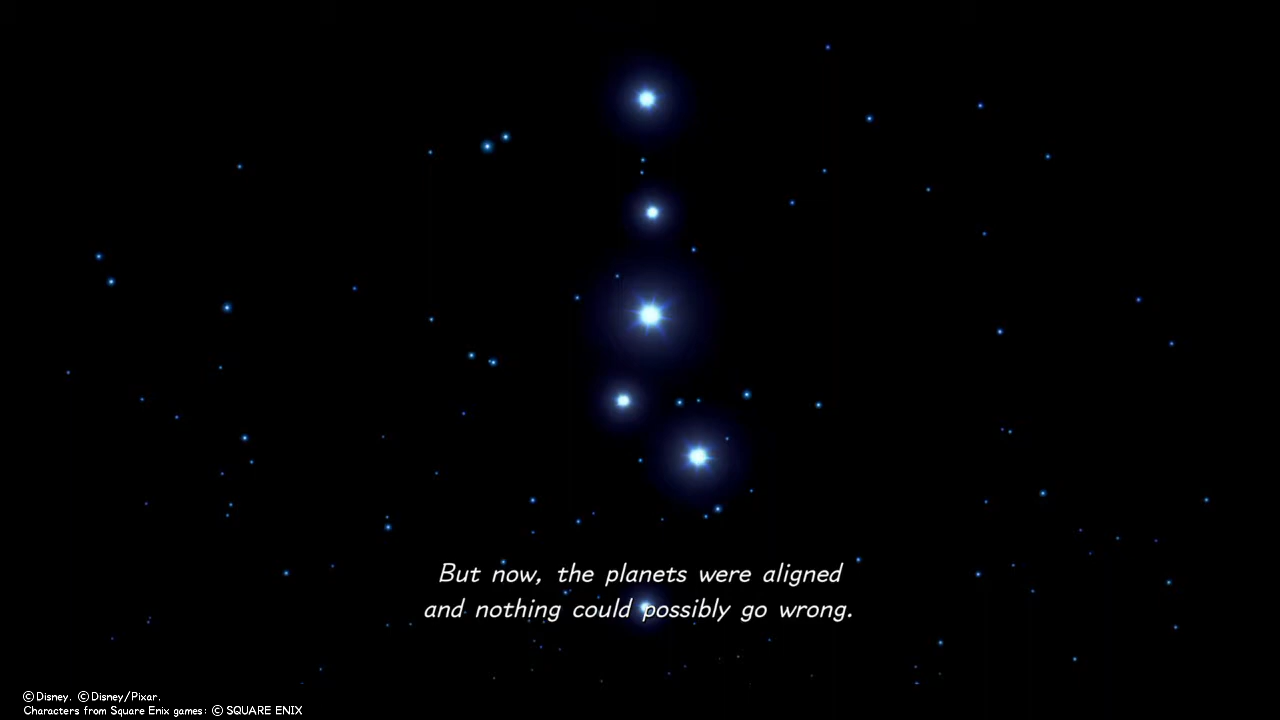 But now, the planets were aligned
and nothing could possibly go wrong.
©Disney. ©Disney/Pixar.
Characters from Square Enix games: © SQUARE ENIX